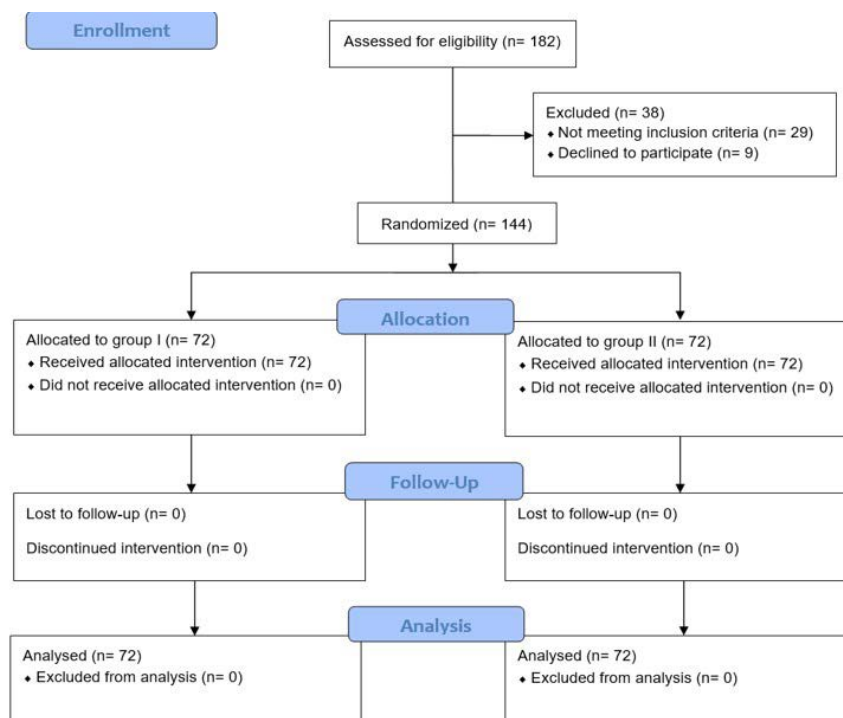 Enrollment
Assessed for eligibility (n= 182)
Excluded (n= 38)
⬥ Not meeting inclusion criteria (n= 29)
⬥ Declined to participate (n= 9)
Randomized (n= 144)
Allocation
Allocated to group I (n= 72)
⬥ Received allocated intervention (n= 72)
⬥ Did not receive allocated intervention (n= 0)
Allocated to group II (n= 72)
⬥ Received allocated intervention (n= 72)
⬥ Did not receive allocated intervention (n= 0)
Follow-Up
Lost to follow-up (n= 0)
Discontinued intervention (n= 0)
Lost to follow-up (n= 0)
Discontinued intervention (n= 0)
Analysis
Analysed (n= 72)
⬥ Excluded from analysis (n= 0)
Analysed (n= 72)
⬥ Excluded from analysis (n= 0)